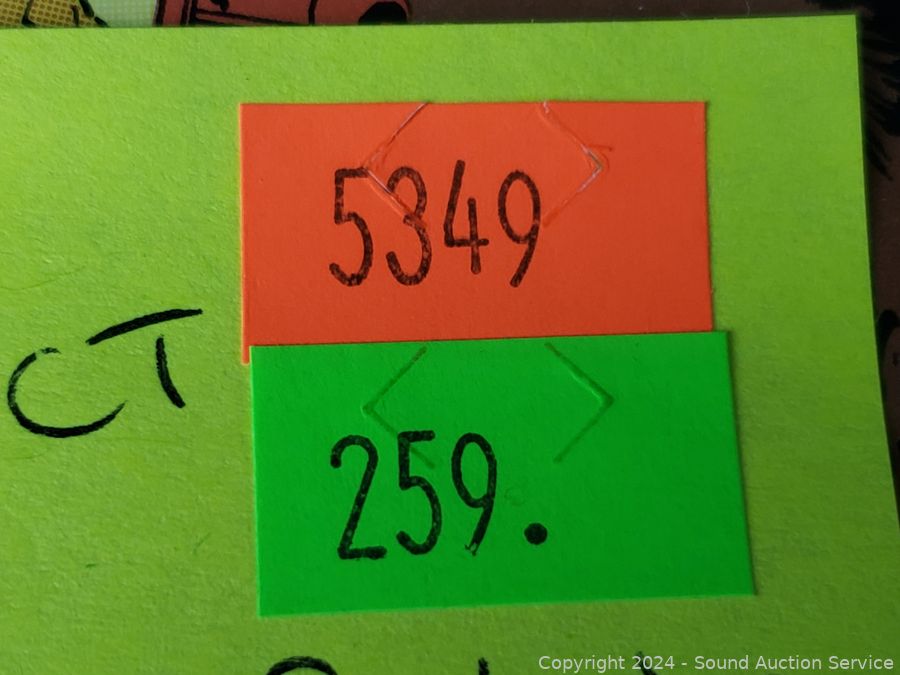 5349
CT
259.
Copyright 2024 - Sound Auction Service